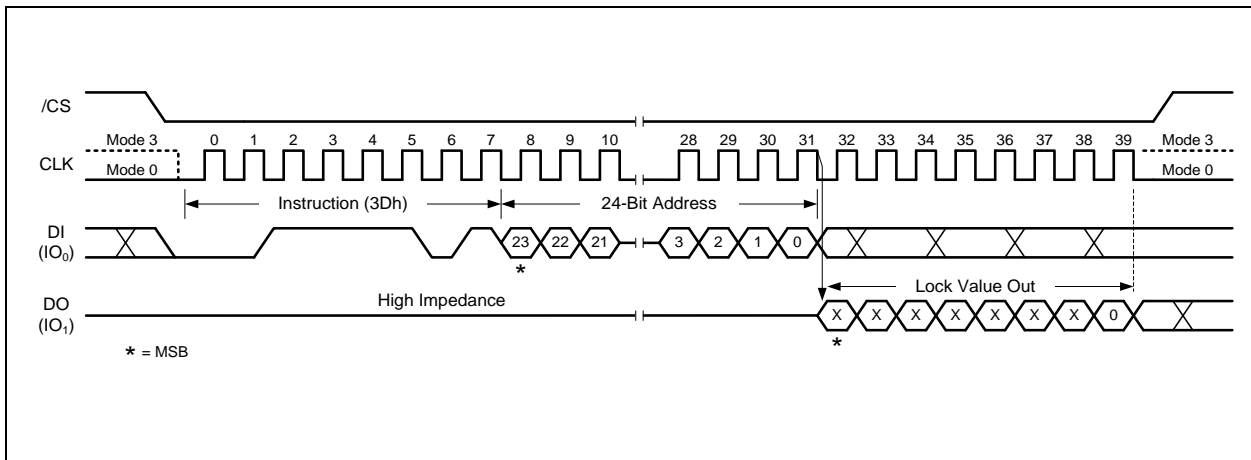 /CS
Mode 3 0 1 2 3 4 5 6 7 8 9 10 28 29 30 31 32 33 34 35 36 37 38 39 Mode 3
CLK
Mode 0 Mode 0
Instruction (3Dh) 24-Bit Address
DI
(IO₀)
23 22 21 3 2 1 0
*
Lock Value Out
High Impedance
DO
(IO₁)
X X X X X X X 0
*
* = MSB